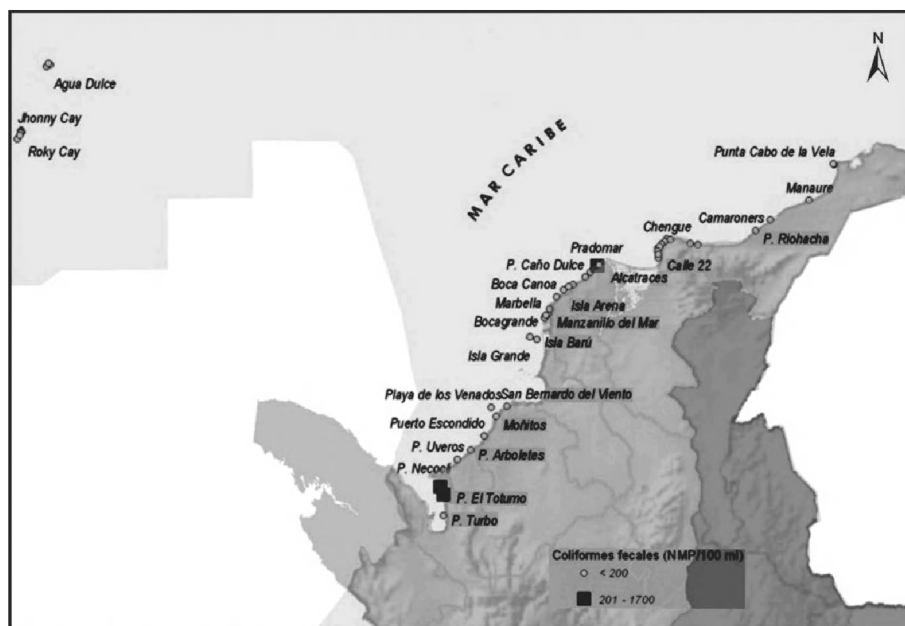 N
Agua Dulce
Jhonny Cay
Roky Cay
MAR CARIBE
Punta Cabo de la Vela
Manaure
Camaroners
P. Riohacha
Chengue
Calle 22
Pradomar
P. Caño Dulce
Alcatraces
Boca Canoa
Isla Arena
Marbella
Manzanillo del Mar
Bocagrande
Isla Barú
Isla Grande
Playa de los Venados
San Bernardo del Viento
Puerto Escondido
Moñitos
P. Uveros
P. Arboletes
P. Necocl
P. El Totumo
P. Turbo
Coliformes fecales (NMP/100 ml)
< 200
201 - 1700